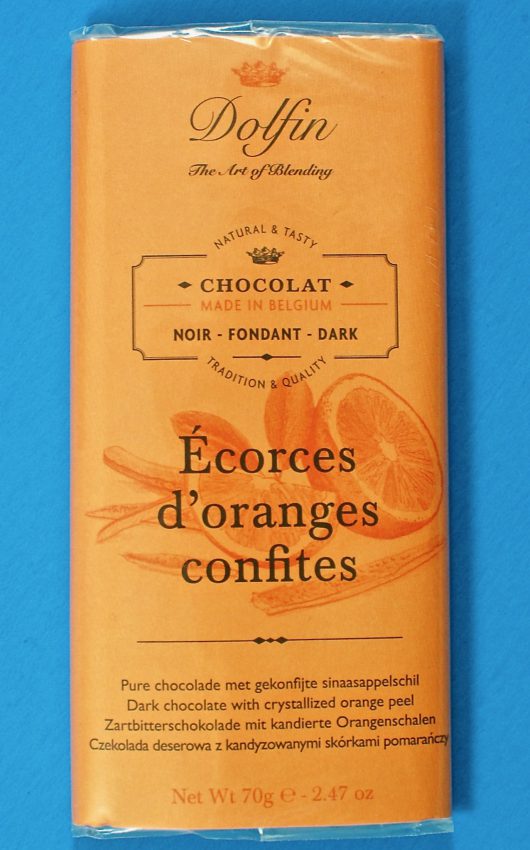 Dolfin
The Art of Blending
NATURAL & TASTY
CHOCOLAT
MADE IN BELGIUM
NOIR - FONDANT - DARK
TRADITION & QUALITY
Écorces
d'oranges
confites
Pure chocolade met gekonfijte sinaasappelschil
Dark chocolate with crystallized orange peel
Zartbitterschokolade mit kandierte Orangenschalen
Czekolada deserowa z kandyzowanymi skórkami pomarańczy
Net Wt 70g ℮ - 2.47 oz